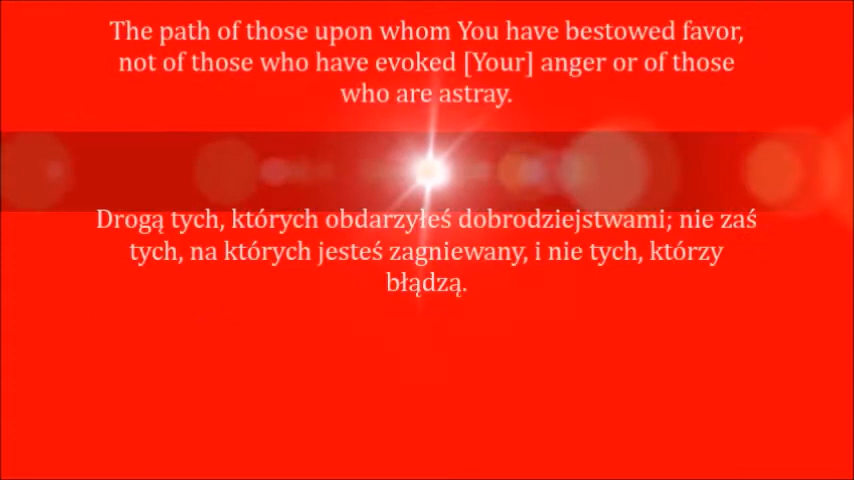 The path of those upon whom You have bestowed favor,
not of those who have evoked [Your] anger or of those
who are astray.
Drogą tych, których obdarzyłeś dobrodziejstwami; nie zaś
tych, na których jesteś zagniewany, i nie tych, którzy
błądzą.